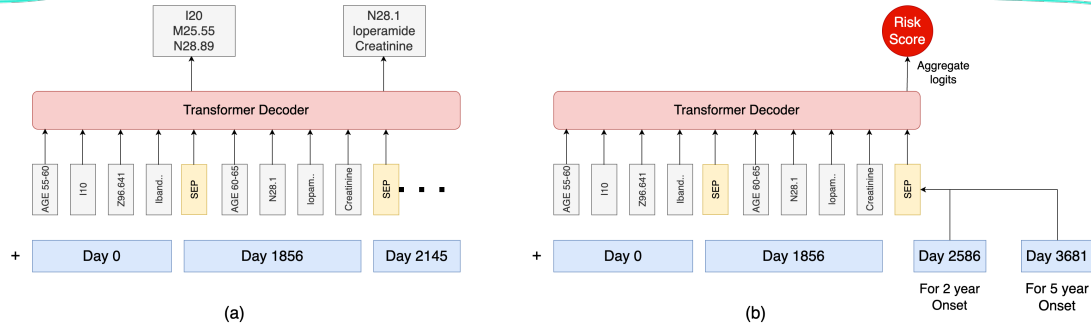 I20
M25.55
N28.89
N28.1
loperamide
Creatinine
Transformer Decoder
AGE 55-60
I10
Z96.641
Iband..
SEP
AGE 60-65
N28.1
lopam..
Creatinine
SEP
...
+
Day 0
Day 1856
Day 2145
(a)
Risk
Score
Aggregate
logits
Transformer Decoder
AGE 55-60
I10
Z96.641
Iband..
SEP
AGE 60-65
N28.1
lopam..
Creatinine
SEP
+
Day 0
Day 1856
Day 2586
Day 3681
For 2 year
Onset
For 5 year
Onset
(b)